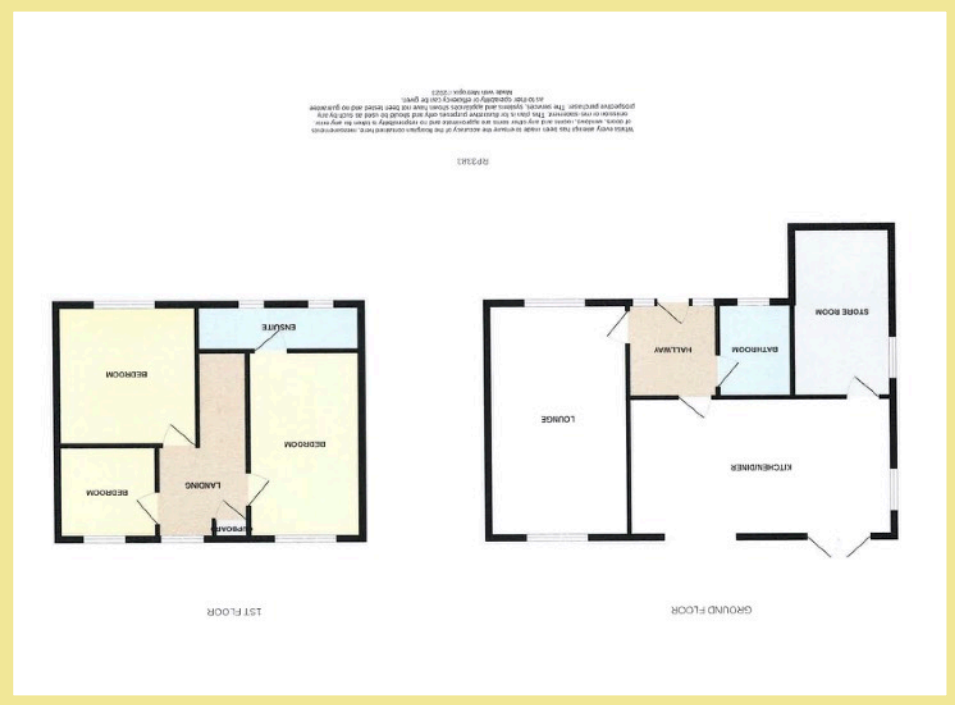 GROUND FLOOR
1ST FLOOR
KITCHEN/DINER
LOUNGE
BATHROOM
HALLWAY
STORE ROOM
CUPBOARD
LANDING
BEDROOM
BEDROOM
BEDROOM
ENSUITE
Whilst every attempt has been made to ensure the accuracy of the floorplan contained here, measurements
of doors, windows, rooms and any other items are approximate and no responsibility is taken for any error,
omission or mis-statement. This plan is for illustrative purposes only and should be used as such by any
prospective purchaser. The services, systems and appliances shown have not been tested and no guarantee
as to their operability or efficiency can be given.
Made with Metropix ©2023